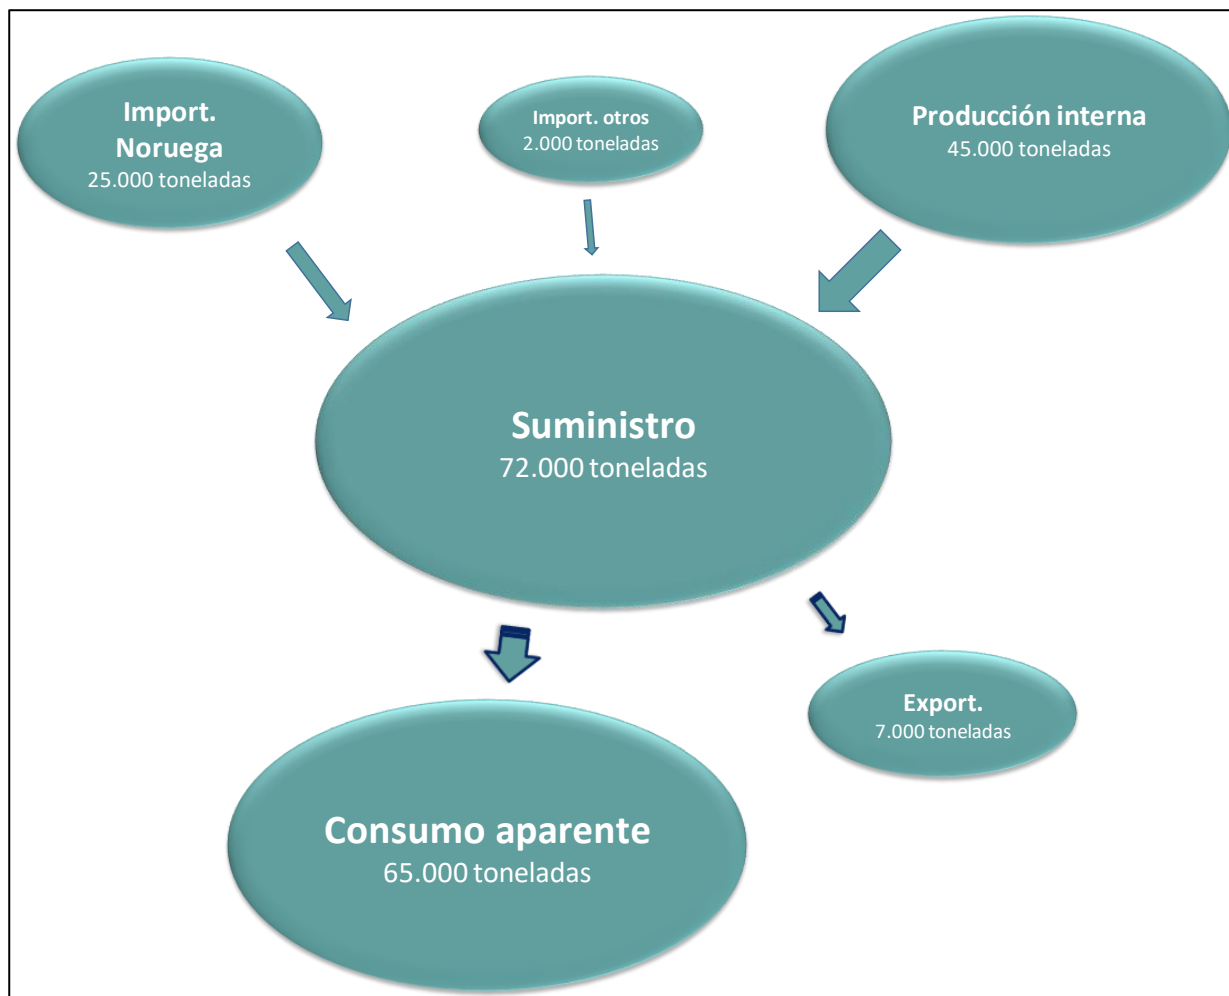 Import.
Noruega
25.000 toneladas
Import. otros
2.000 toneladas
Producción interna
45.000 toneladas
Suministro
72.000 toneladas
Export.
7.000 toneladas
Consumo aparente
65.000 toneladas